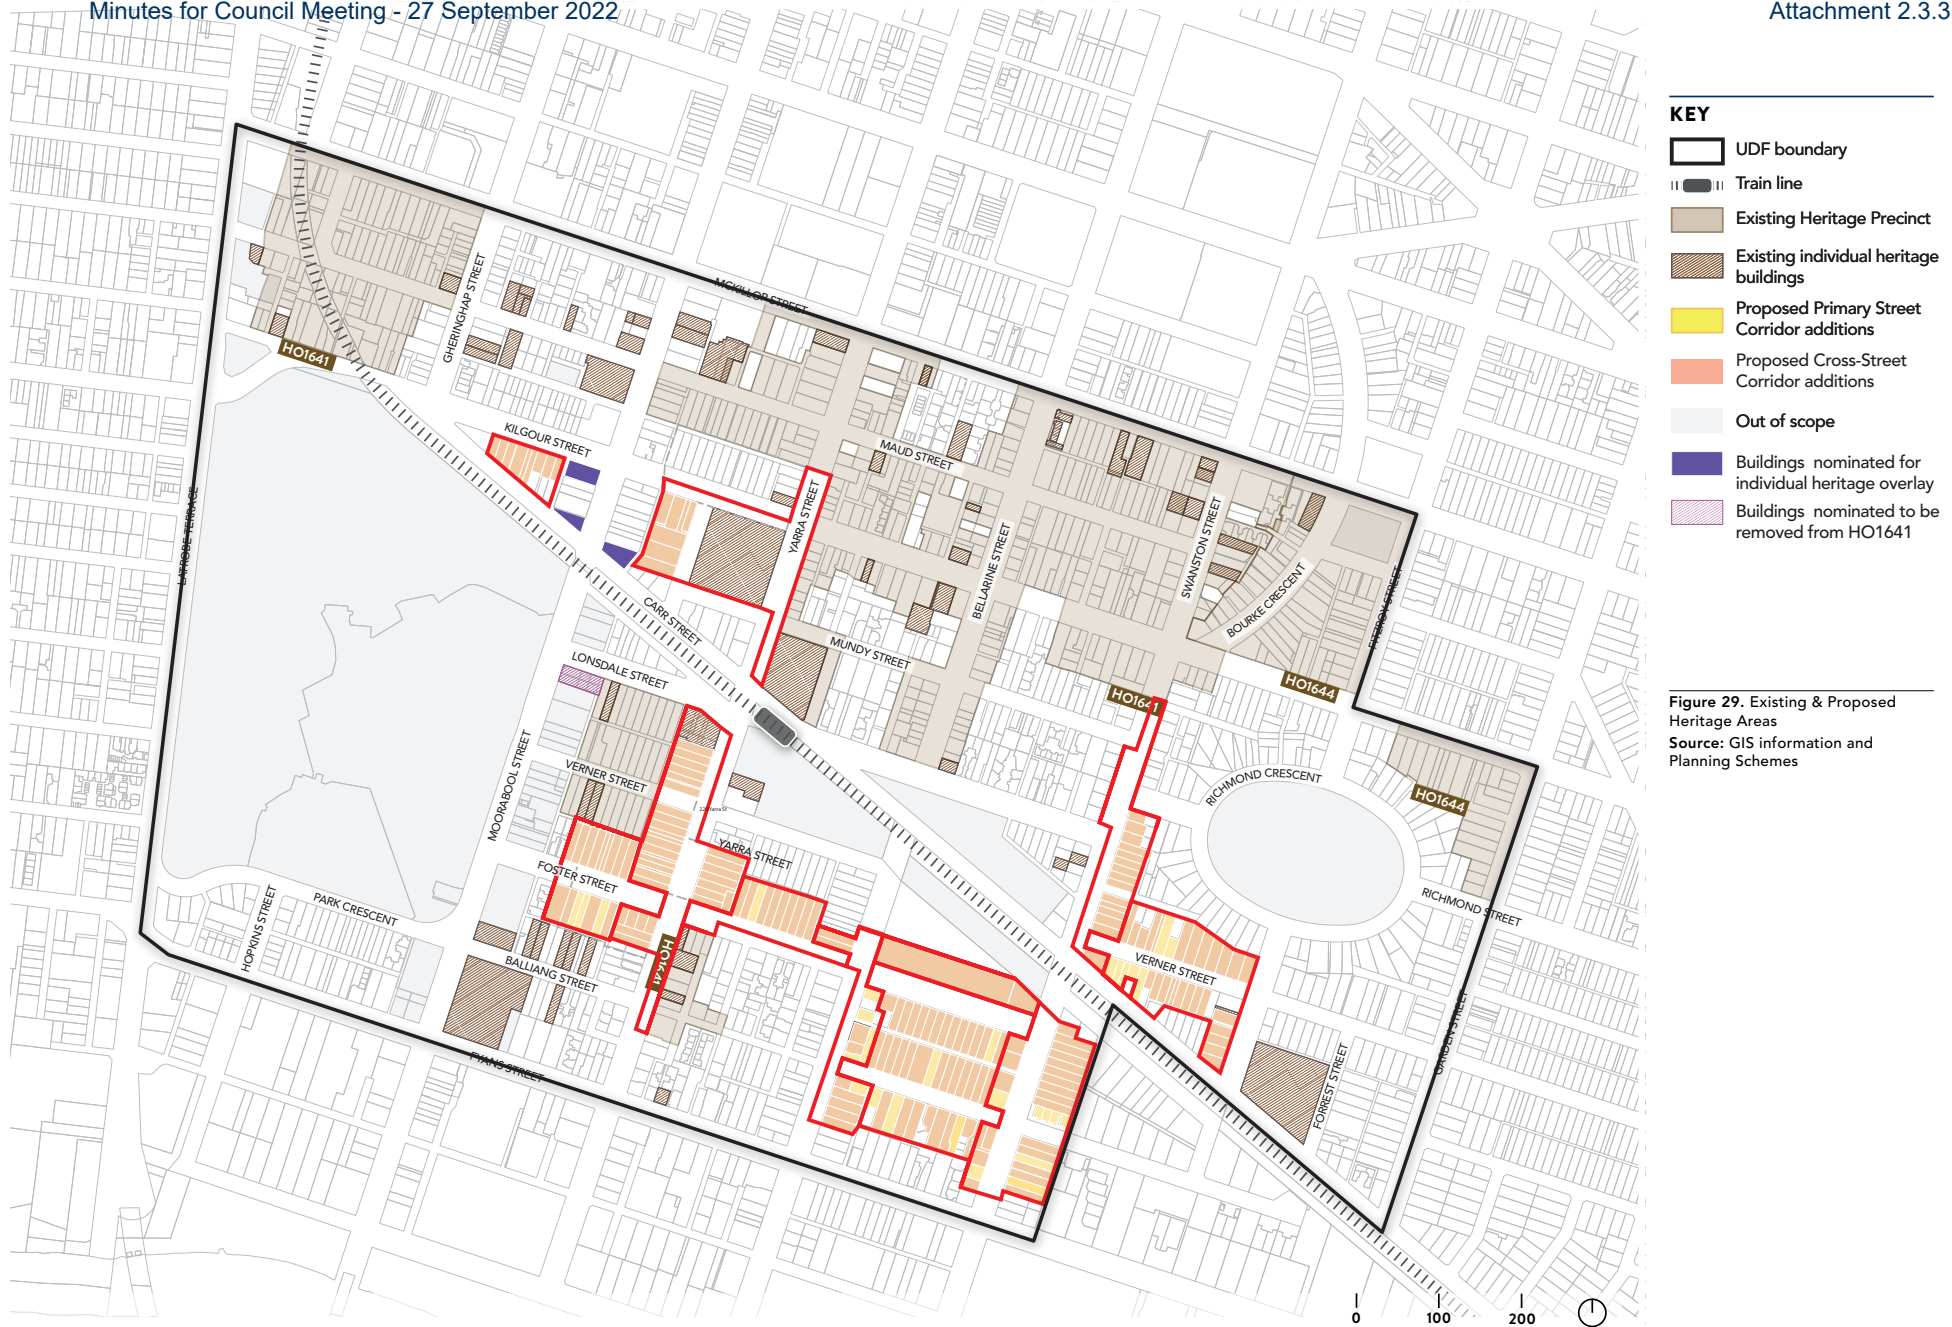 Minutes for Council Meeting - 27 September 2022
Attachment 2.3.3
KEY
UDF boundary
Train line
Existing Heritage Precinct
Existing individual heritage
buildings
Proposed Primary Street
Corridor additions
Proposed Cross-Street
Corridor additions
Out of scope
Buildings nominated for
individual heritage overlay
Buildings nominated to be
removed from HO1641
Figure 29. Existing & Proposed
Heritage Areas
Source: GIS information and
Planning Schemes
MCKILLOP STREET
GHERINGHAP STREET
HO1641
KILGOUR STREET
MAUD STREET
YARRA STREET
LATROBE TERRACE
BELLARINE STREET
SWANSTON STREET
BOURKE CRESCENT
FITZROY STREET
CARR STREET
MUNDY STREET
LONSDALE STREET
HO1641
HO1644
MOORABOOL STREET
VERNER STREET
RICHMOND CRESCENT
HO1644
YARRA STREET
FOSTER STREET
PARK CRESCENT
HOPKINS STREET
RICHMOND STREET
HO1641
BALLIANG STREET
VERNER STREET
FYANS STREET
FORREST STREET
GARDEN STREET
0
100
200